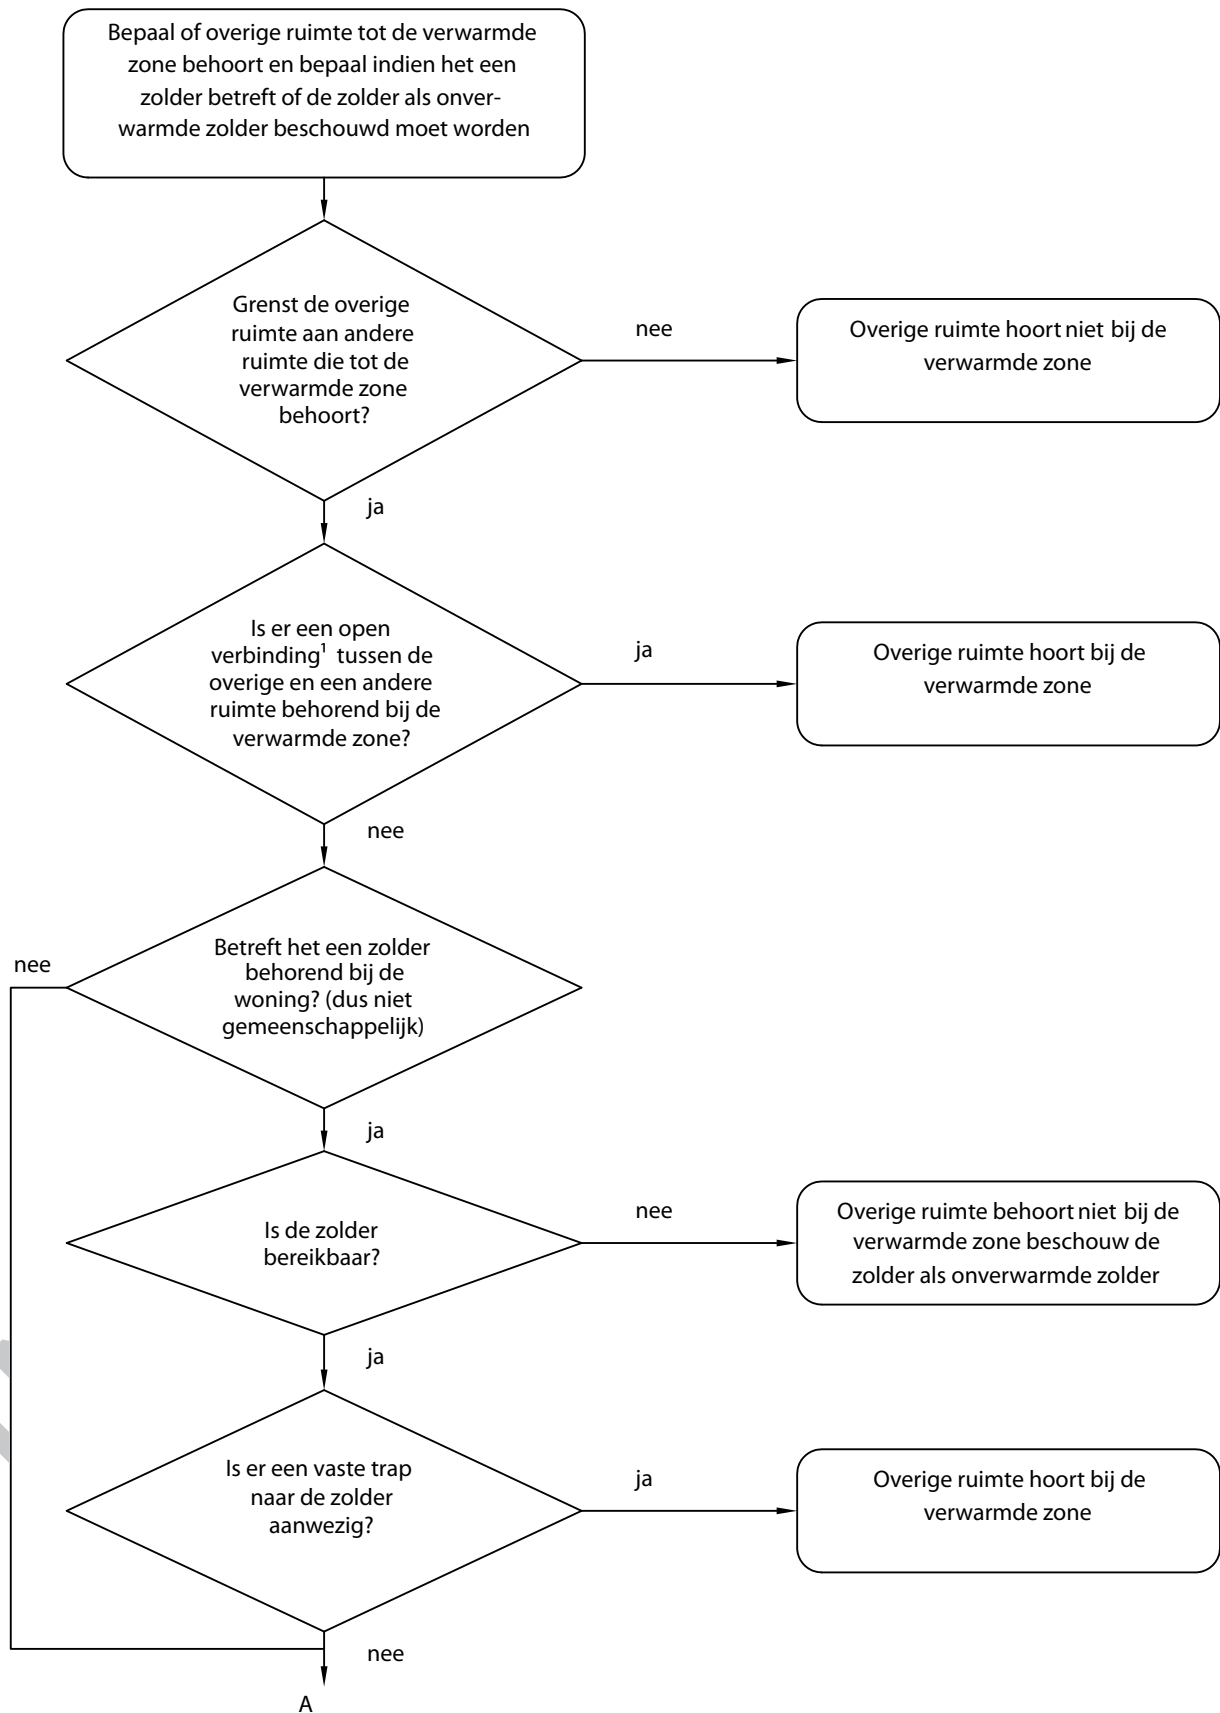 Bepaal of overige ruimte tot de verwarmde
zone behoort en bepaal indien het een
zolder betreft of de zolder als onver-
warmde zolder beschouwd moet worden
Grenst de overige
ruimte aan andere
ruimte die tot de
verwarmde zone
behoort?
nee
Overige ruimte hoort niet bij de
verwarmde zone
ja
Is er een open
verbinding¹ tussen de
overige en een andere
ruimte behorend bij de
verwarmde zone?
ja
Overige ruimte hoort bij de
verwarmde zone
nee
Betreft het een zolder
behorend bij de
woning? (dus niet
gemeenschappelijk)
nee
ja
Is de zolder
bereikbaar?
nee
Overige ruimte behoort niet bij de
verwarmde zone beschouw de
zolder als onverwarmde zolder
ja
Is er een vaste trap
naar de zolder
aanwezig?
ja
Overige ruimte hoort bij de
verwarmde zone
nee
A